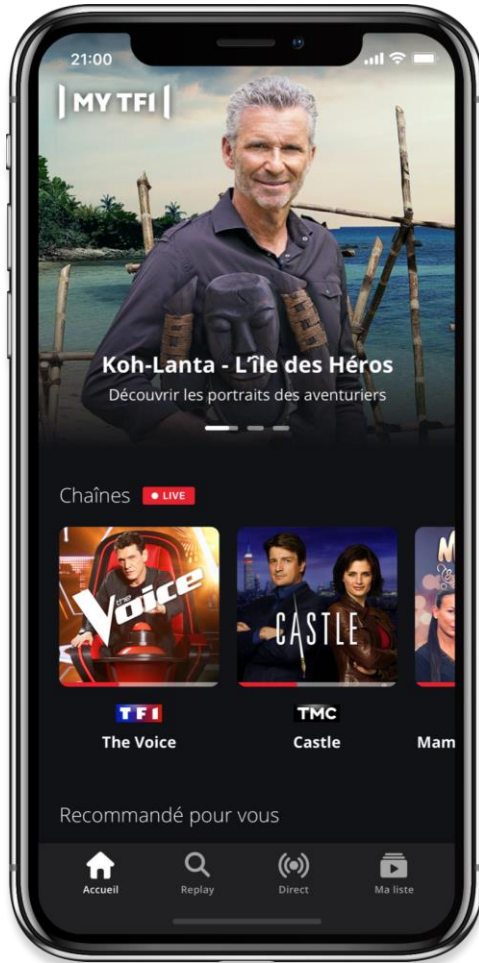 21:00
MY TF1
Koh-Lanta - L'île des Héros
Découvrir les portraits des aventuriers
Chaînes
LIVE
the
Voice
CASTLE
M
TF1
TMC
The Voice
Castle
Mam
Recommandé pour vous
Accueil
Replay
Direct
Ma liste